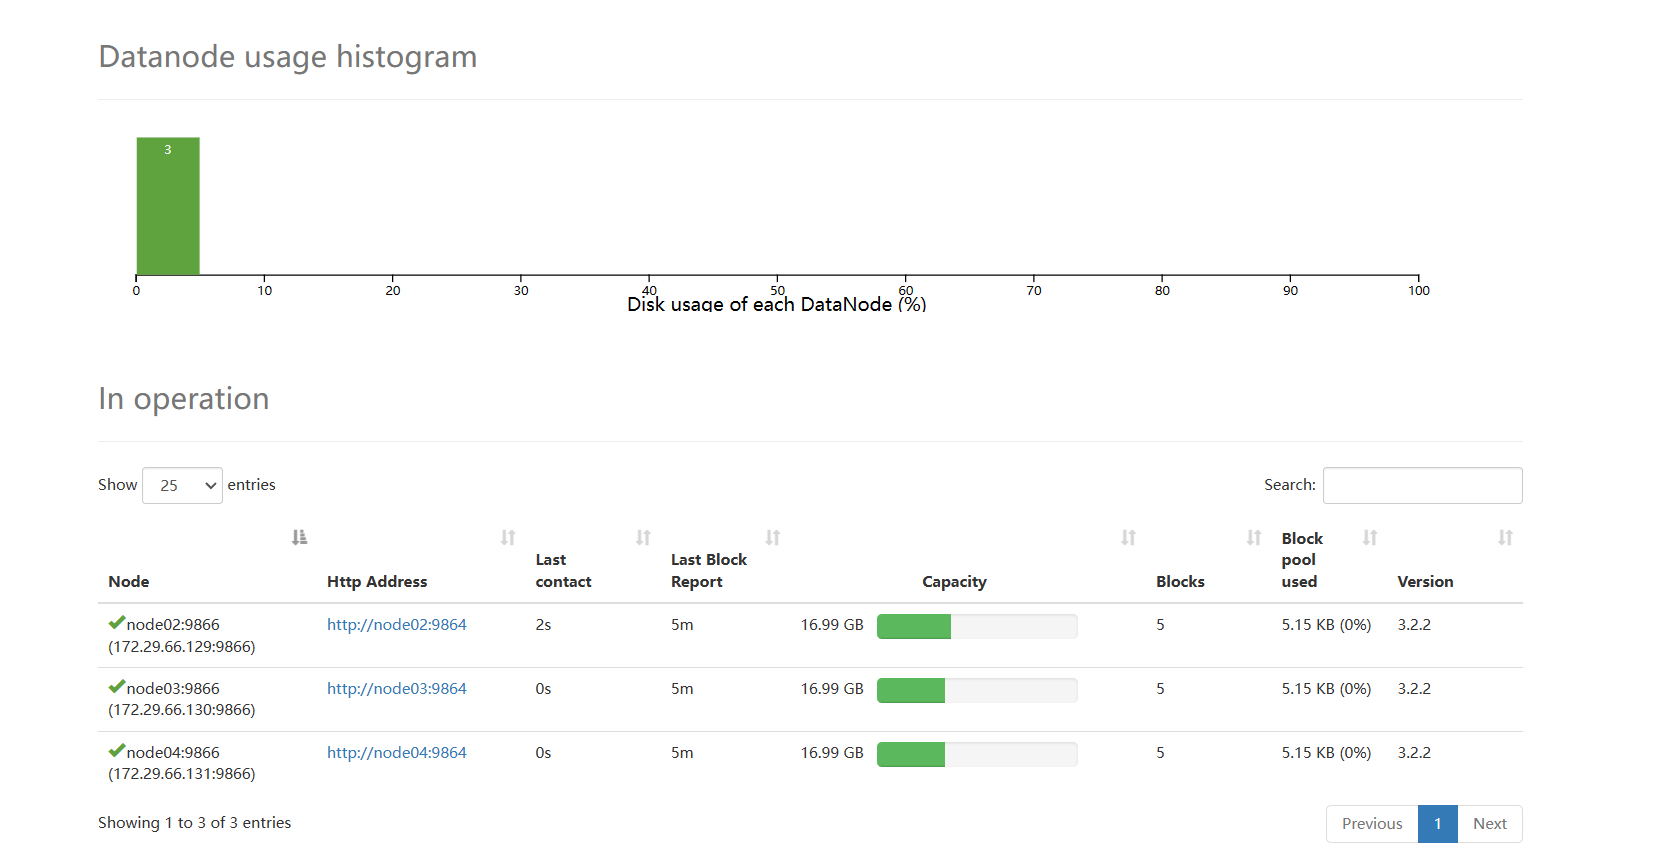 Datanode usage histogram
3
0 10 20 30 40 50 60 70 80 90 100
Disk usage of each DataNode (%)
In operation
Show 25 entries
Search:
Node Http Address Last contact Last Block Report Capacity Blocks Block pool used Version
node02:9866 http://node02:9864 2s 5m 16.99 GB 5 5.15 KB (0%) 3.2.2
(172.29.66.129:9866)
node03:9866 http://node03:9864 0s 5m 16.99 GB 5 5.15 KB (0%) 3.2.2
(172.29.66.130:9866)
node04:9866 http://node04:9864 0s 5m 16.99 GB 5 5.15 KB (0%) 3.2.2
(172.29.66.131:9866)
Showing 1 to 3 of 3 entries
Previous 1 Next